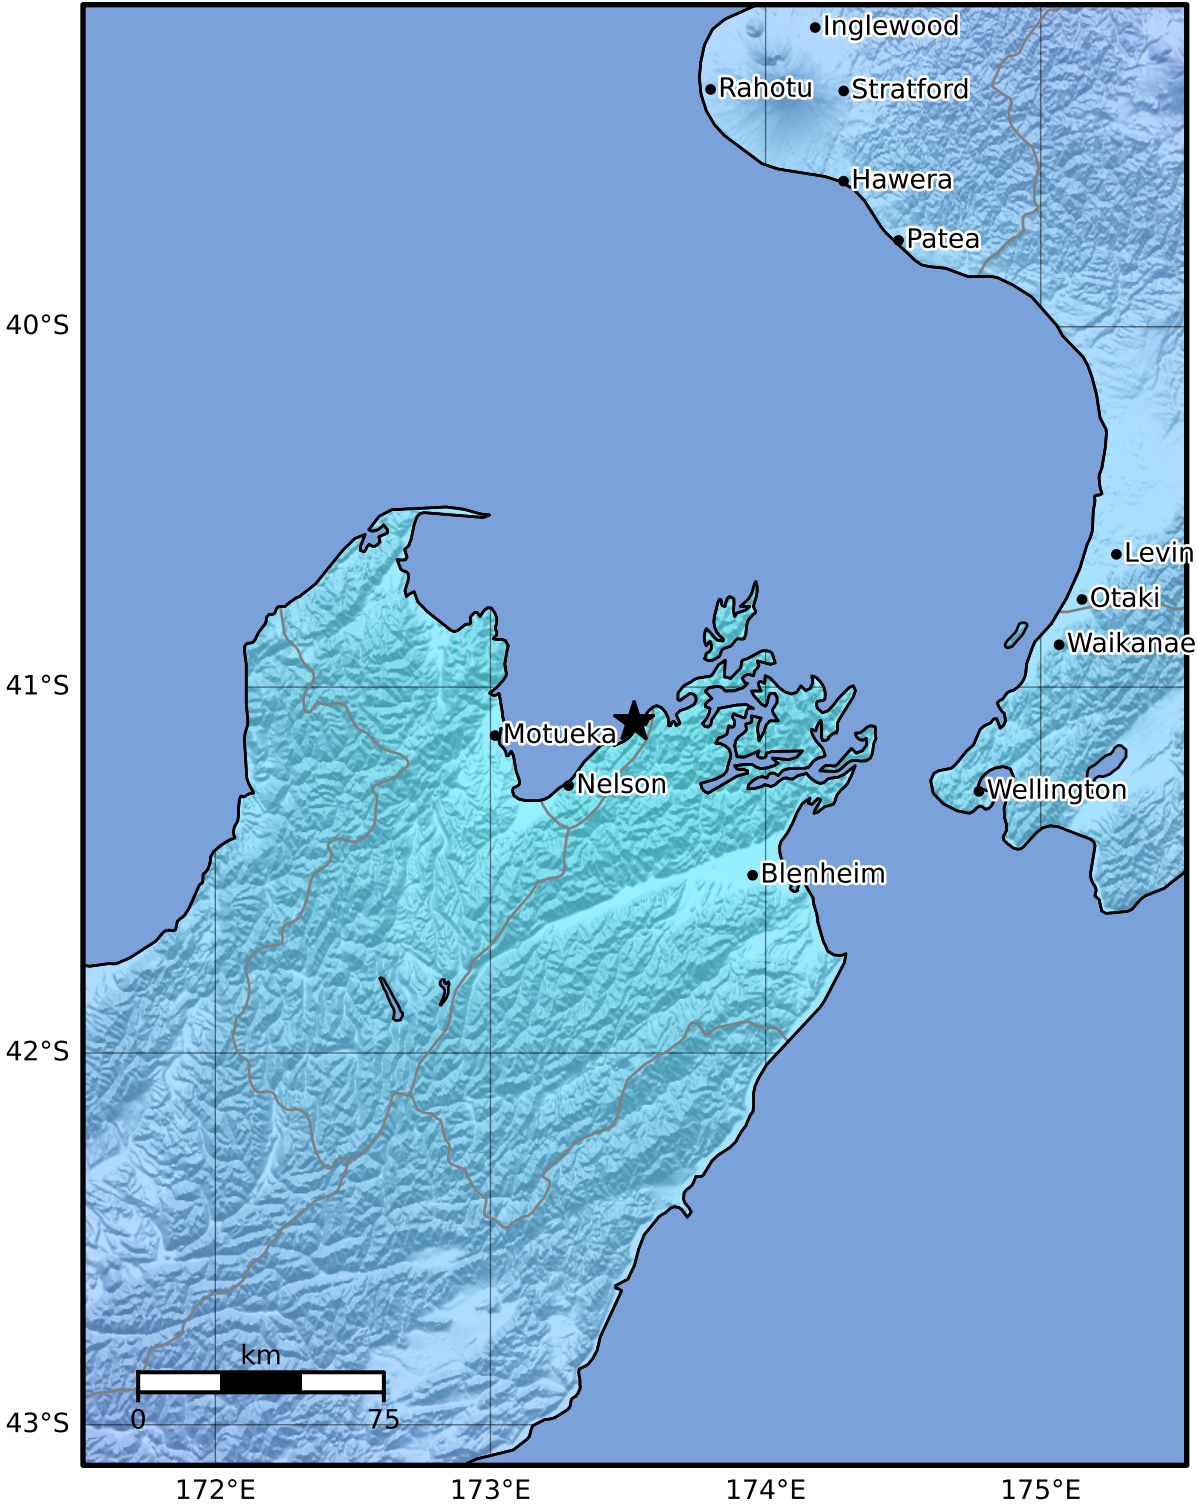 Inglewood
Rahotu
Stratford
Hawera
Patea
40°S
Levin
Otaki
Waikanae
41°S
Motueka
Nelson
Wellington
Blenheim
42°S
km
0
75
43°S
172°E
173°E
174°E
175°E